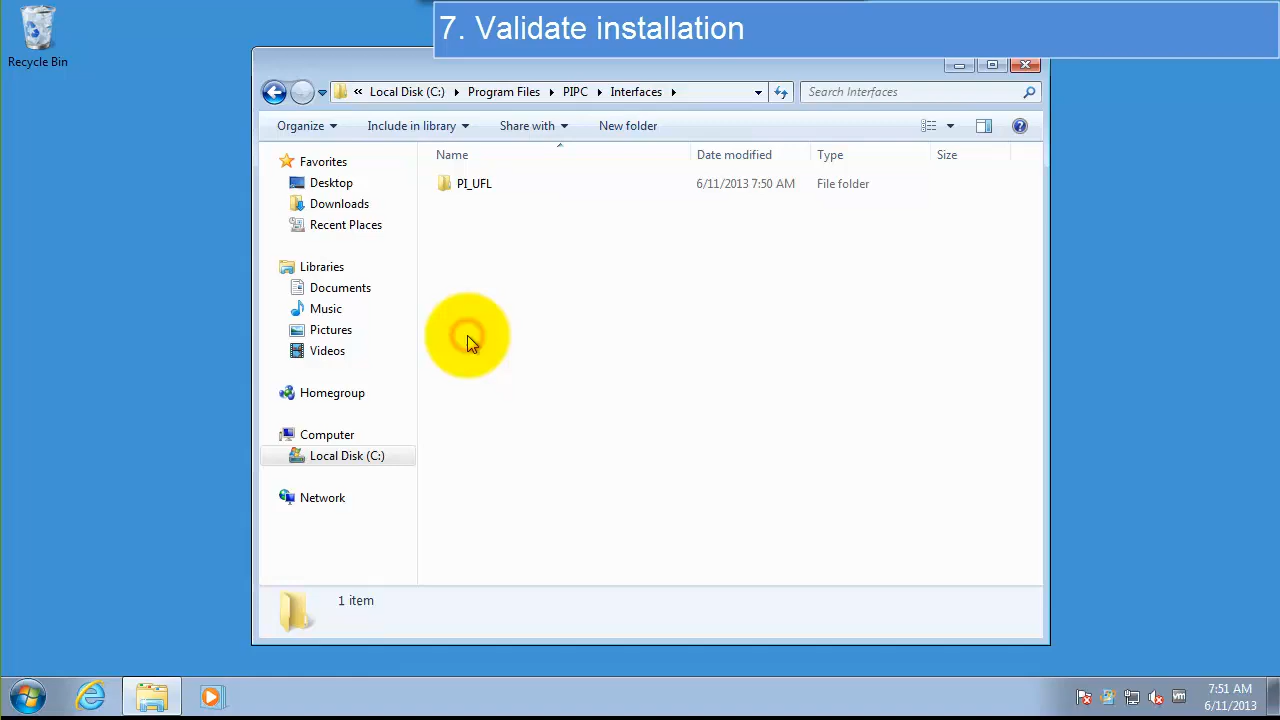 7. Validate installation
Recycle Bin
« Local Disk (C:) Program Files PIPC Interfaces
Search Interfaces
Organize Include in library Share with New folder
Name Date modified Type Size
PI_UFL 6/11/2013 7:50 AM File folder
Favorites
Desktop
Downloads
Recent Places
Libraries
Documents
Music
Pictures
Videos
Homegroup
Computer
Local Disk (C:)
Network
1 item
7:51 AM
6/11/2013